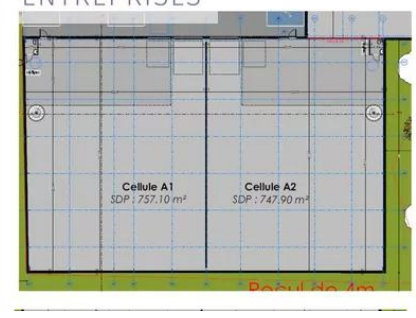 ENTREPRISES
Cellule A1
SDP : 757.10 m²
Cellule A2
SDP : 747.90 m²
Recul de 4m